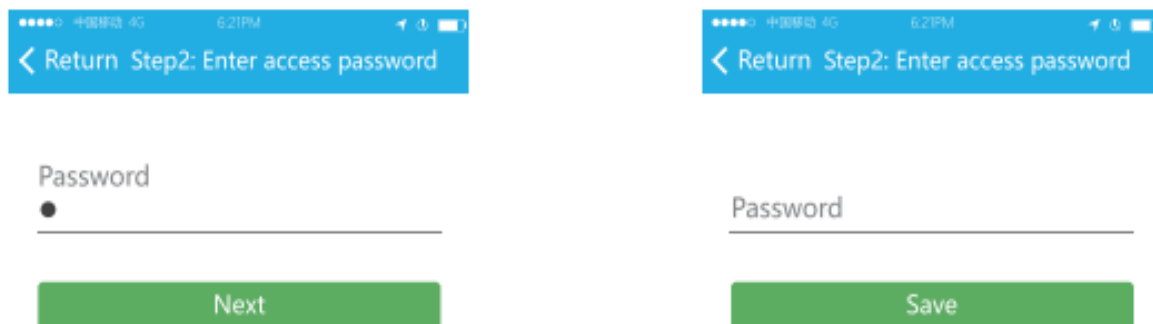 中国移动 4G 6:21PM
Return Step2: Enter access password
Password
Next
中国移动 4G 6:21PM
Return Step2: Enter access password
Password
Save